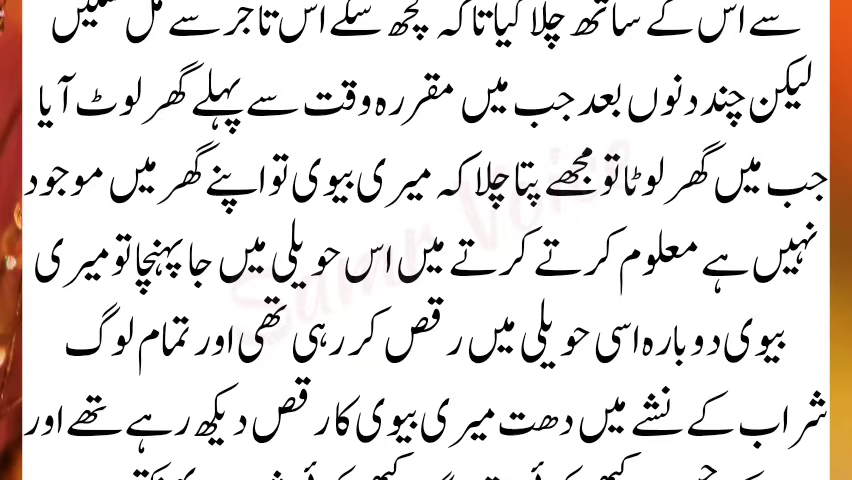 سے اس کے ساتھ چلا گیا تاکہ کچھ سکے اس تاجر سے مل سکیں
لیکن چند دنوں بعد جب میں مقررہ وقت سے پہلے گھر لوٹ آیا
جب میں گھر لوٹا تو مجھے پتا چلا کہ میری بیوی تو اپنے گھر میں موجود
نہیں ہے معلوم کرتے کرتے میں اس حویلی میں جا پہنچا تو میری
بیوی دوبارہ اسی حویلی میں رقص کر رہی تھی اور تمام لوگ
شراب کے نشے میں دھت میری بیوی کا رقص دیکھ رہے تھے اور